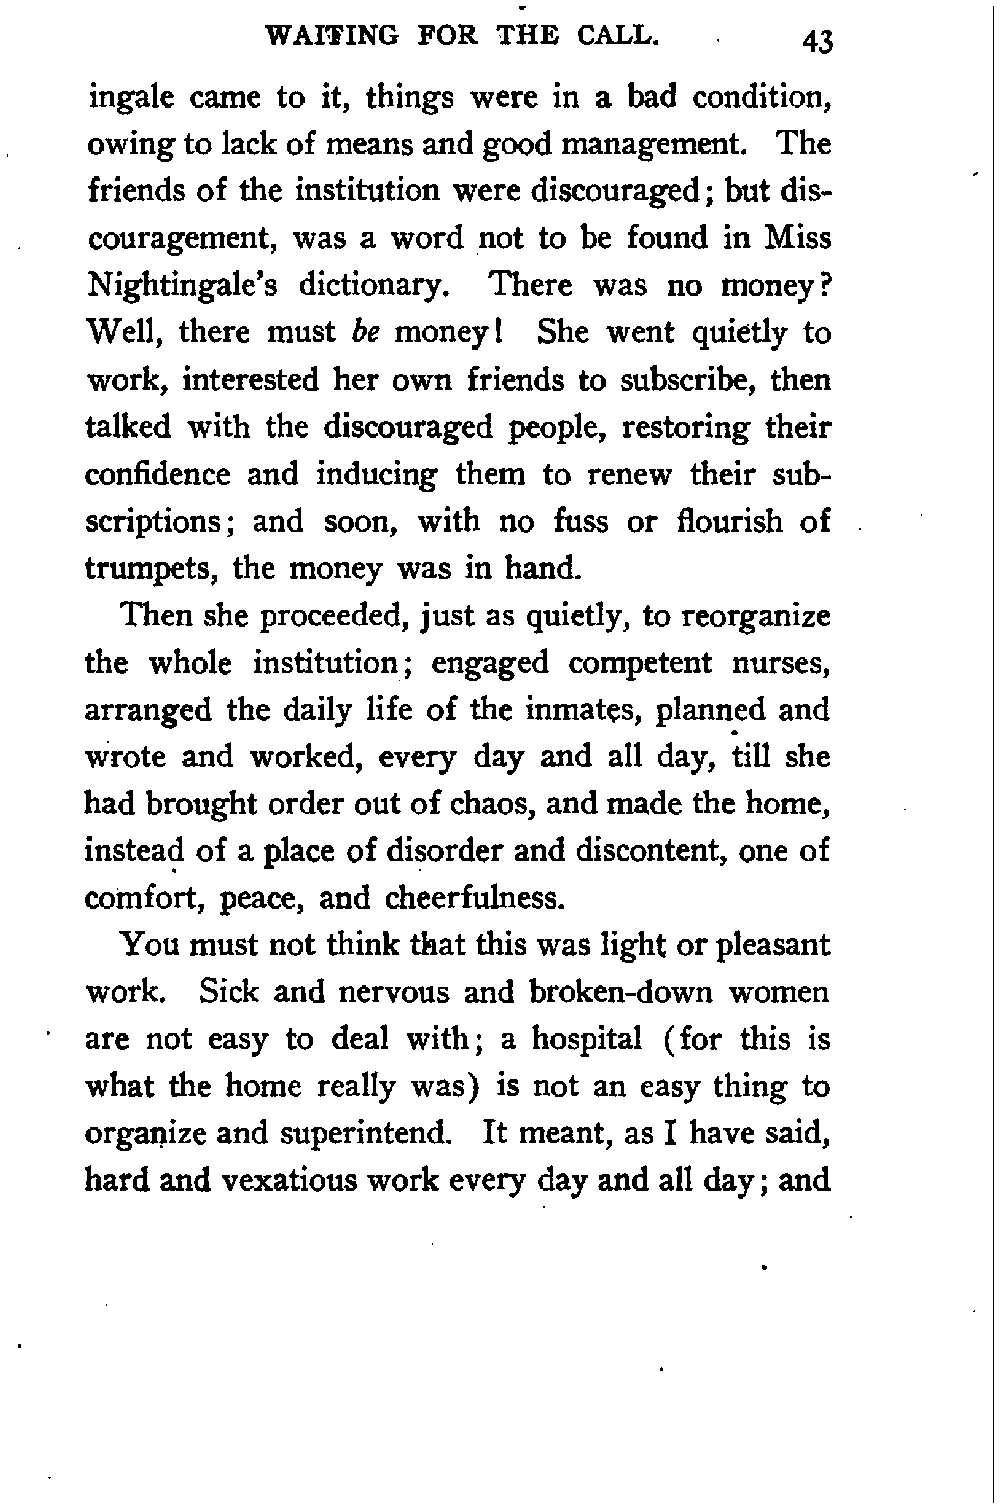 WAITING FOR THE CALL. 43
ingale came to it, things were in a bad condition,
owing to lack of means and good management. The
friends of the institution were discouraged; but dis-
couragement, was a word not to be found in Miss
Nightingale's dictionary. There was no money?
Well, there must be money! She went quietly to
work, interested her own friends to subscribe, then
talked with the discouraged people, restoring their
confidence and inducing them to renew their sub-
scriptions; and soon, with no fuss or flourish of
trumpets, the money was in hand.
Then she proceeded, just as quietly, to reorganize
the whole institution; engaged competent nurses,
arranged the daily life of the inmates, planned and
wrote and worked, every day and all day, till she
had brought order out of chaos, and made the home,
instead of a place of disorder and discontent, one of
comfort, peace, and cheerfulness.
You must not think that this was light or pleasant
work. Sick and nervous and broken-down women
are not easy to deal with; a hospital (for this is
what the home really was) is not an easy thing to
organize and superintend. It meant, as I have said,
hard and vexatious work every day and all day; and